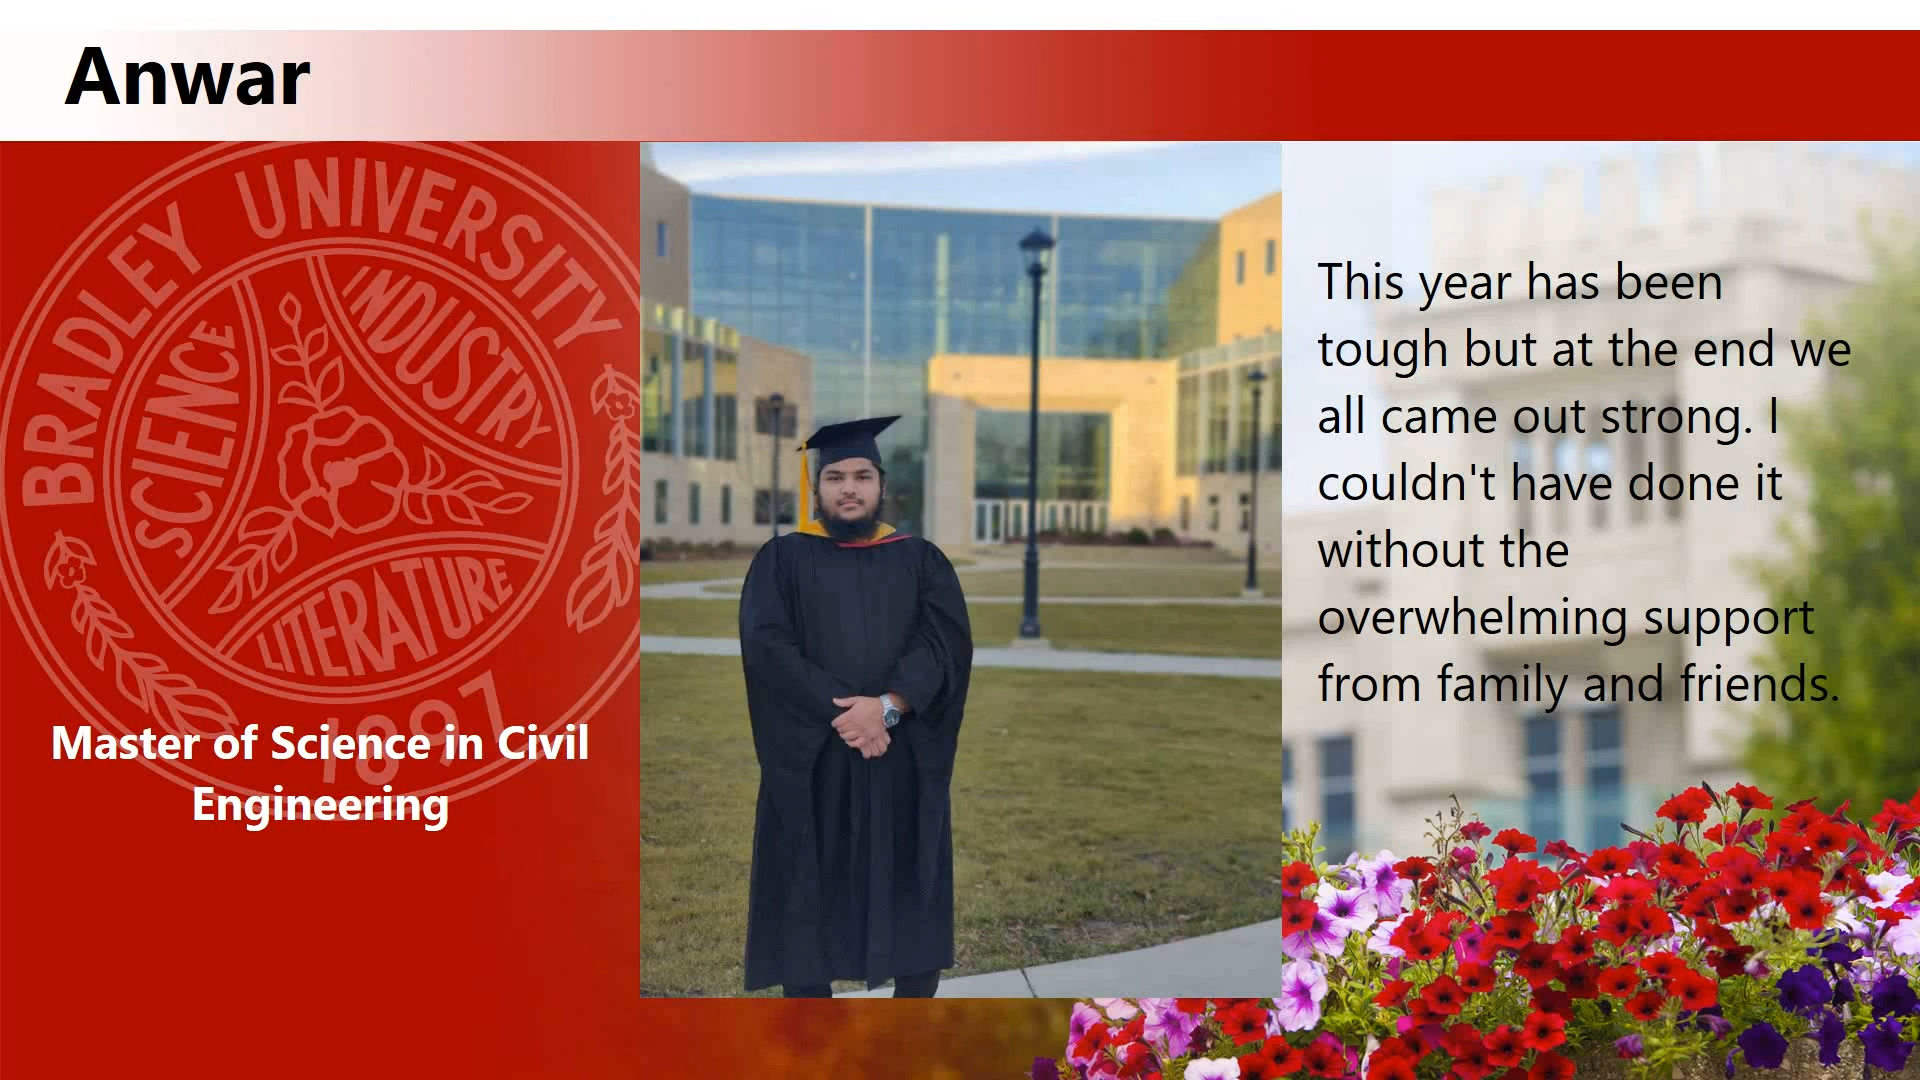 Anwar
BRADLEY UNIVERSITY
SCIENCE
INDUSTRY
LITERATURE
1897
Master of Science in Civil
Engineering
This year has been
tough but at the end we
all came out strong. I
couldn't have done it
without the
overwhelming support
from family and friends.